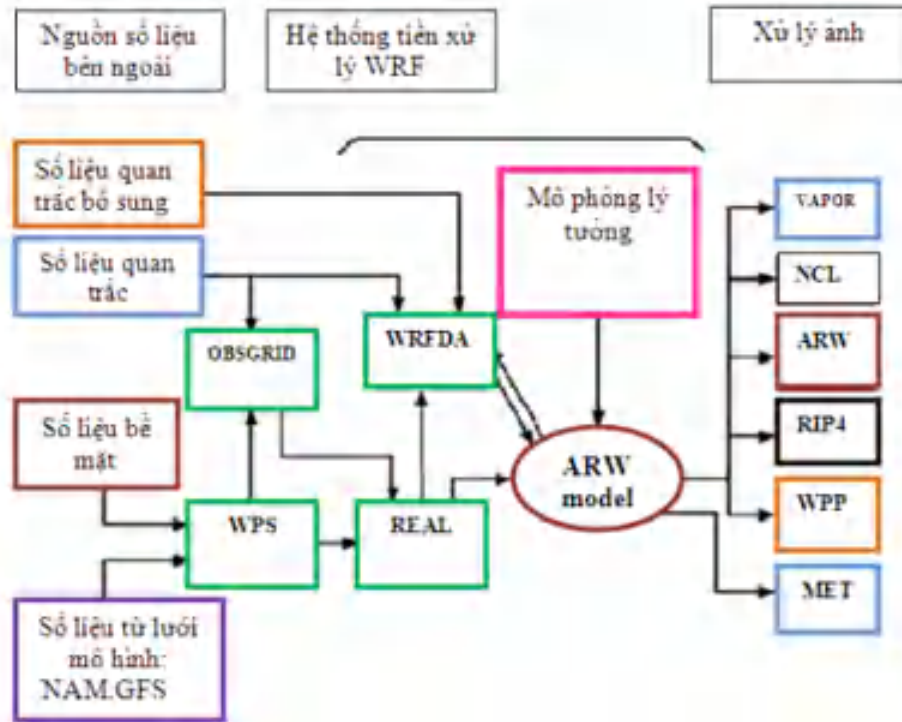 Nguồn số liệu
bên ngoài
Hệ thống tiền xử
lý WRF
Xử lý ảnh
Số liệu quan
trắc bổ sung
Số liệu quan
trắc
Số liệu bề
mặt
Số liệu từ lưới
mô hình:
NAM.GFS
OBSGRID
WPS
WRFDA
REAL
Mô phỏng lý
tưởng
ARW
model
VAPOR
NCL
ARW
RIP4
WPP
MET